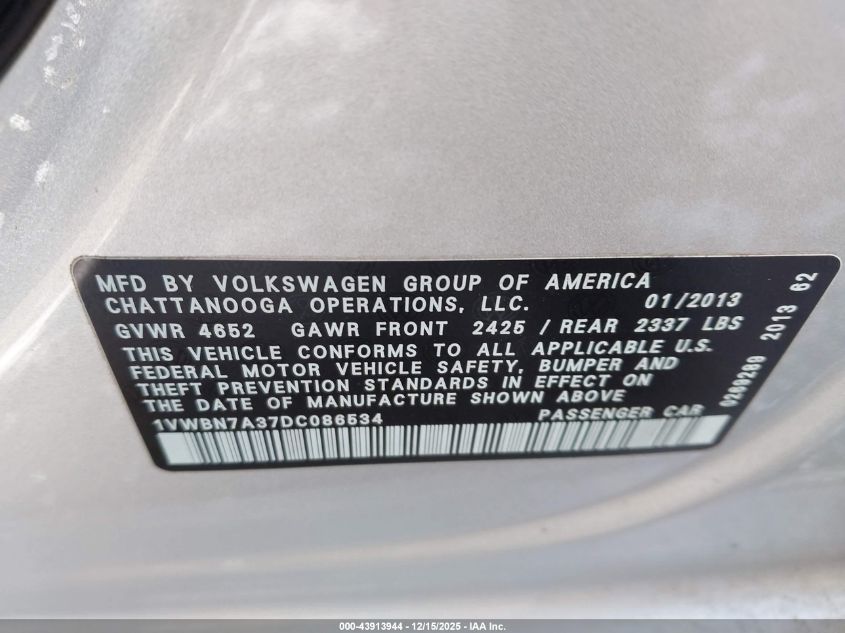 MFD BY VOLKSWAGEN GROUP OF AMERICA
CHATTANOOGA OPERATIONS, LLC. 01/2013
GVWR 4652 GAWR FRONT 2425 / REAR 2337 LBS
THIS VEHICLE CONFORMS TO ALL APPLICABLE U.S.
FEDERAL MOTOR VEHICLE SAFETY, BUMPER AND
THEFT PREVENTION STANDARDS IN EFFECT ON
THE DATE OF MANUFACTURE SHOWN ABOVE
1VWBN7A37DC086534 PASSENGER CAR
2013 62
000-43913944 - 12/15/2025 - IAA Inc.